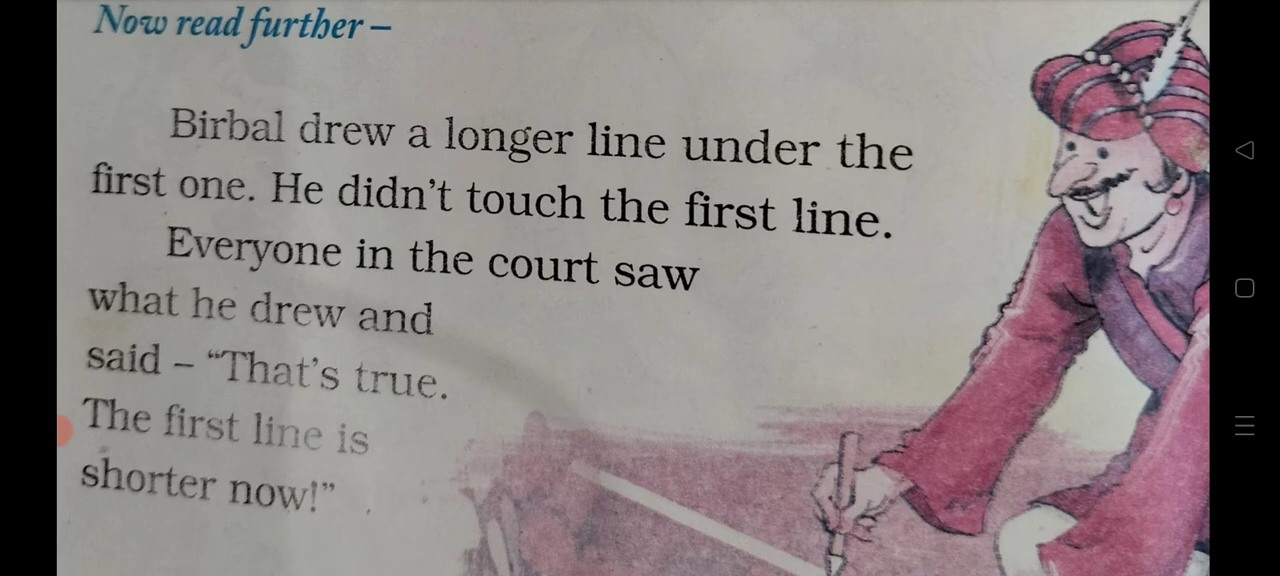 Now read further –
Birbal drew a longer line under the
first one. He didn't touch the first line.
Everyone in the court saw
what he drew and
said – “That's true.
The first line is
shorter now!”